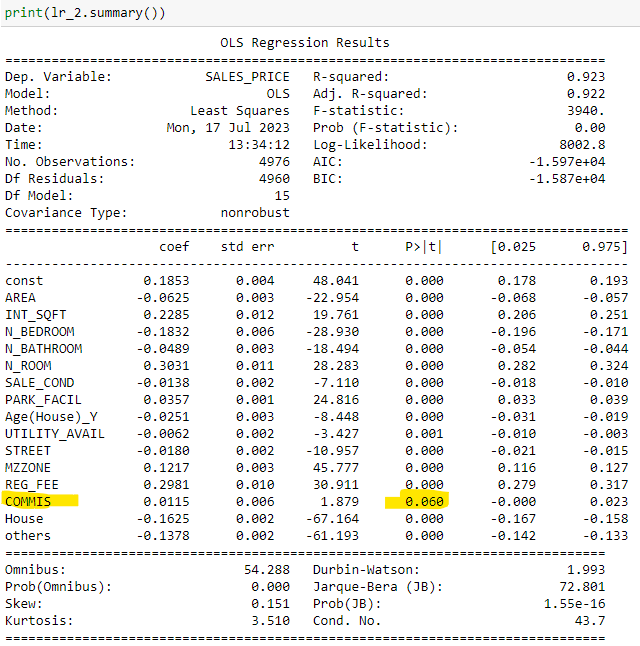 print(lr_2.summary())
OLS Regression Results
==============================================================================
Dep. Variable: SALES_PRICE R-squared: 0.923
Model: OLS Adj. R-squared: 0.922
Method: Least Squares F-statistic: 3940.
Date: Mon, 17 Jul 2023 Prob (F-statistic): 0.00
Time: 13:34:12 Log-Likelihood: 8002.8
No. Observations: 4976 AIC: -1.597e+04
Df Residuals: 4960 BIC: -1.587e+04
Df Model: 15
Covariance Type: nonrobust
==============================================================================
coef std err t P>|t| [0.025 0.975]
------------------------------------------------------------------------------
const 0.1853 0.004 48.041 0.000 0.178 0.193
AREA -0.0625 0.003 -22.954 0.000 -0.068 -0.057
INT_SQFT 0.2285 0.012 19.761 0.000 0.206 0.251
N_BEDROOM -0.1832 0.006 -28.930 0.000 -0.196 -0.171
N_BATHROOM -0.0489 0.003 -18.494 0.000 -0.054 -0.044
N_ROOM 0.3031 0.011 28.283 0.000 0.282 0.324
SALE_COND -0.0138 0.002 -7.110 0.000 -0.018 -0.010
PARK_FACIL 0.0357 0.001 24.816 0.000 0.033 0.039
Age(House)_Y -0.0251 0.003 -8.448 0.000 -0.031 -0.019
UTILITY_AVAIL -0.0062 0.002 -3.427 0.001 -0.010 -0.003
STREET -0.0180 0.002 -10.957 0.000 -0.021 -0.015
MZZONE 0.1217 0.003 45.777 0.000 0.116 0.127
REG_FEE 0.2981 0.010 30.911 0.000 0.279 0.317
COMMIS 0.0115 0.006 1.879 0.060 -0.000 0.023
House -0.1625 0.002 -67.164 0.000 -0.167 -0.158
others -0.1378 0.002 -61.193 0.000 -0.142 -0.133
==============================================================================
Omnibus: 54.288 Durbin-Watson: 1.993
Prob(Omnibus): 0.000 Jarque-Bera (JB): 72.801
Skew: 0.151 Prob(JB): 1.55e-16
Kurtosis: 3.510 Cond. No. 43.7
==============================================================================